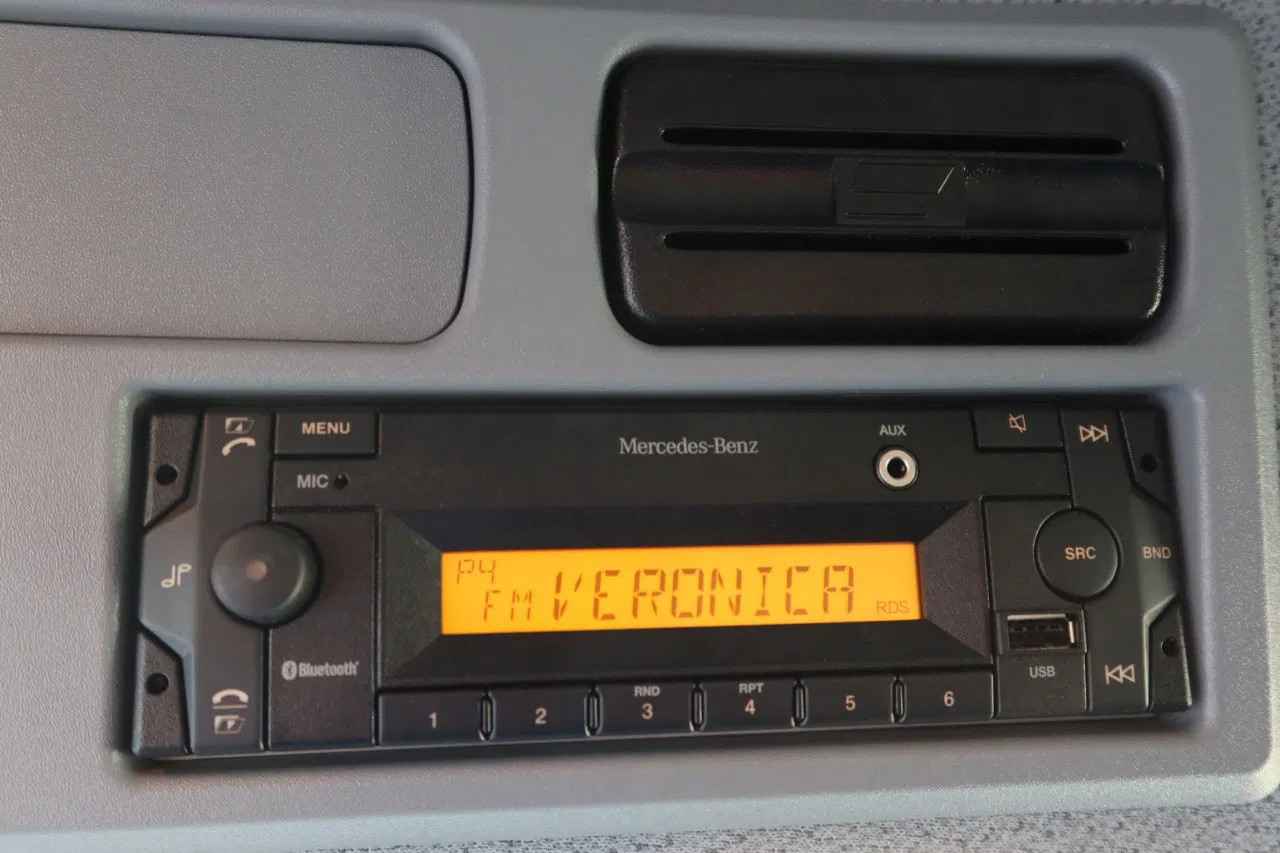 MENU
Mercedes-Benz
AUX
MIC
SRC
BND
P4
FM VERONICA
RDS
Bluetooth
USB
RND
RPT
1 2 3 4 5 6